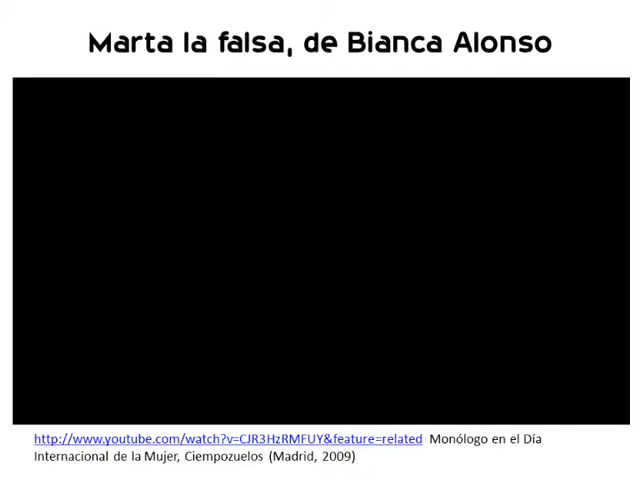 Marta la falsa, de Bianca Alonso
http://www.youtube.com/watch?v=CJR3HzRMFUY&feature=related Monólogo en el Día
Internacional de la Mujer, Ciempozuelos (Madrid, 2009)